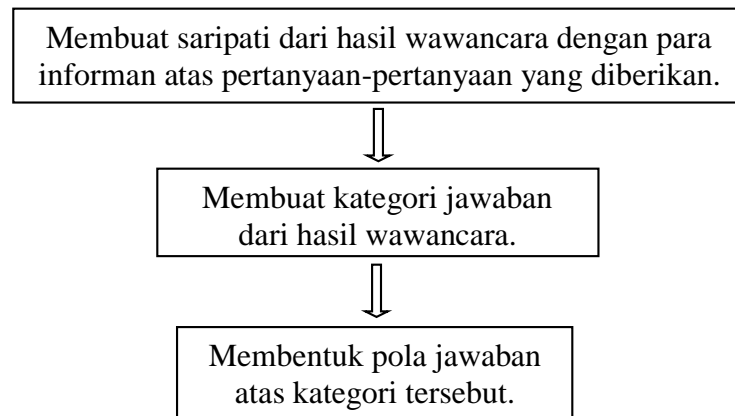 Membuat saripati dari hasil wawancara dengan para
informan atas pertanyaan-pertanyaan yang diberikan.
Membuat kategori jawaban
dari hasil wawancara.
Membentuk pola jawaban
atas kategori tersebut.